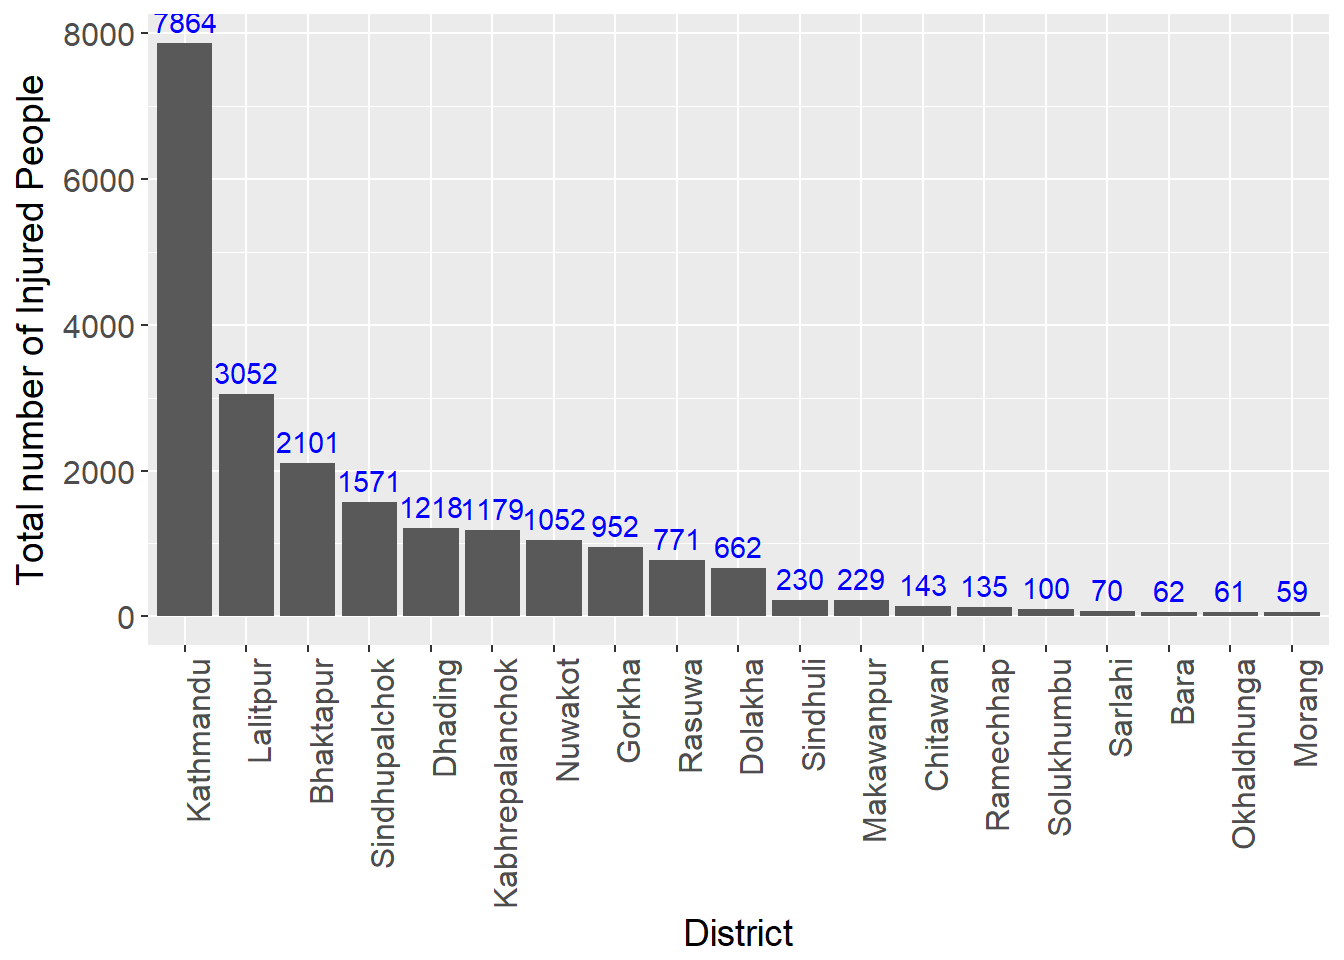 Total number of Injured People
8000
6000
4000
2000
0
7864
3052
2101
1571
1218
1179
1052
952
771
662
230
229
143
135
100
70
62
61
59
Kathmandu
Lalitpur
Bhaktapur
Sindhupalchok
Dhading
Kabhrepalanchok
Nuwakot
Gorkha
Rasuwa
Dolakha
Sindhuli
Makawanpur
Chitawan
Ramechhap
Solukhumbu
Sarlahi
Bara
Okhaldhunga
Morang
District